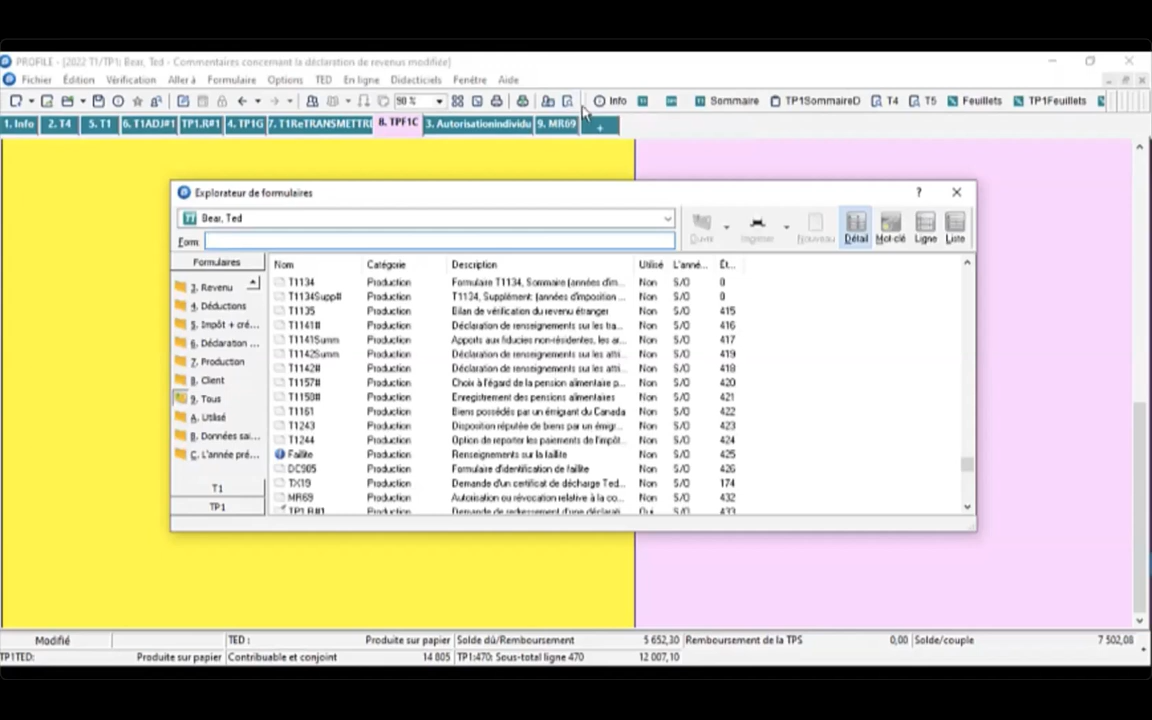 PROFILE - [2022 T1/TP1: Bear, Ted - Commentaires concernant la déclaration de revenus modifiée]
Fichier Édition Vérification Aller à Formulaire Options TED En ligne Didacticiels Fenêtre Aide
90 % Info Sommaire TP1SommaireD T4 T5 Feuillets TP1Feuillets
1. Info 2. T4 5. T1 6. T1ADJ#1 TP1.R#1 4. TP1G 7. T1ReTRANSMETTRE 8. TPF1C 3. Autorisationindividu 9. MR69 +
Explorateur de formulaires ?
T1 Bear, Ted
Form: Ouvrir Imprimer Nouveau Détail Mot-clé Ligne Liste
Formulaires Nom Catégorie Description Utilisé L'anné... Ét...
3. Revenu
4. Déductions
5. Impôt + cré...
6. Déclaration ...
7. Production
8. Client
9. Tous
A. Utilisé
B. Données sai...
C. L'année pré...
T1
TP1
T1134 Production Formulaire T1134, Sommaire (années d'im... Non S/O 0
T1134Supp# Production T1134, Supplément: (années d'imposition ... Non S/O 0
T1135 Production Bilan de vérification du revenu étranger Non S/O 415
T1141# Production Déclaration de renseignements sur les tra... Non S/O 416
T1141Summ Production Apports aux fiducies non-résidentes, les ar... Non S/O 417
T1142Summ Production Déclaration de renseignements sur les attri... Non S/O 419
T1142# Production Déclaration de renseignements sur les attri... Non S/O 418
T1157# Production Choix à l'égard de la pension alimentaire p... Non S/O 420
T1158# Production Enregistrement des pensions alimentaires Non S/O 421
T1161 Production Biens possédés par un émigrant du Canada Non S/O 422
T1243 Production Disposition réputée de biens par un émigr... Non S/O 423
T1244 Production Option de reporter les paiements de l'impôt... Non S/O 424
Faillite Production Renseignements sur la faillite Non S/O 425
DC905 Production Formulaire d'identification de faillite Non S/O 426
TX19 Production Demande d'un certificat de décharge Ted... Non S/O 174
MR69 Production Autorisation ou révocation relative à la co... Non S/O 432
TP1.R#1 Production Demande de redressement d'une déclarati... Oui S/O 433
Modifié TED : Produite sur papier Solde dû/Remboursement 5 652,30 Remboursement de la TPS 0,00 Solde/couple 7 502,08
TP1TED: Produite sur papier Contribuable et conjoint 14 805 TP1:470: Sous-total ligne 470 12 007,10